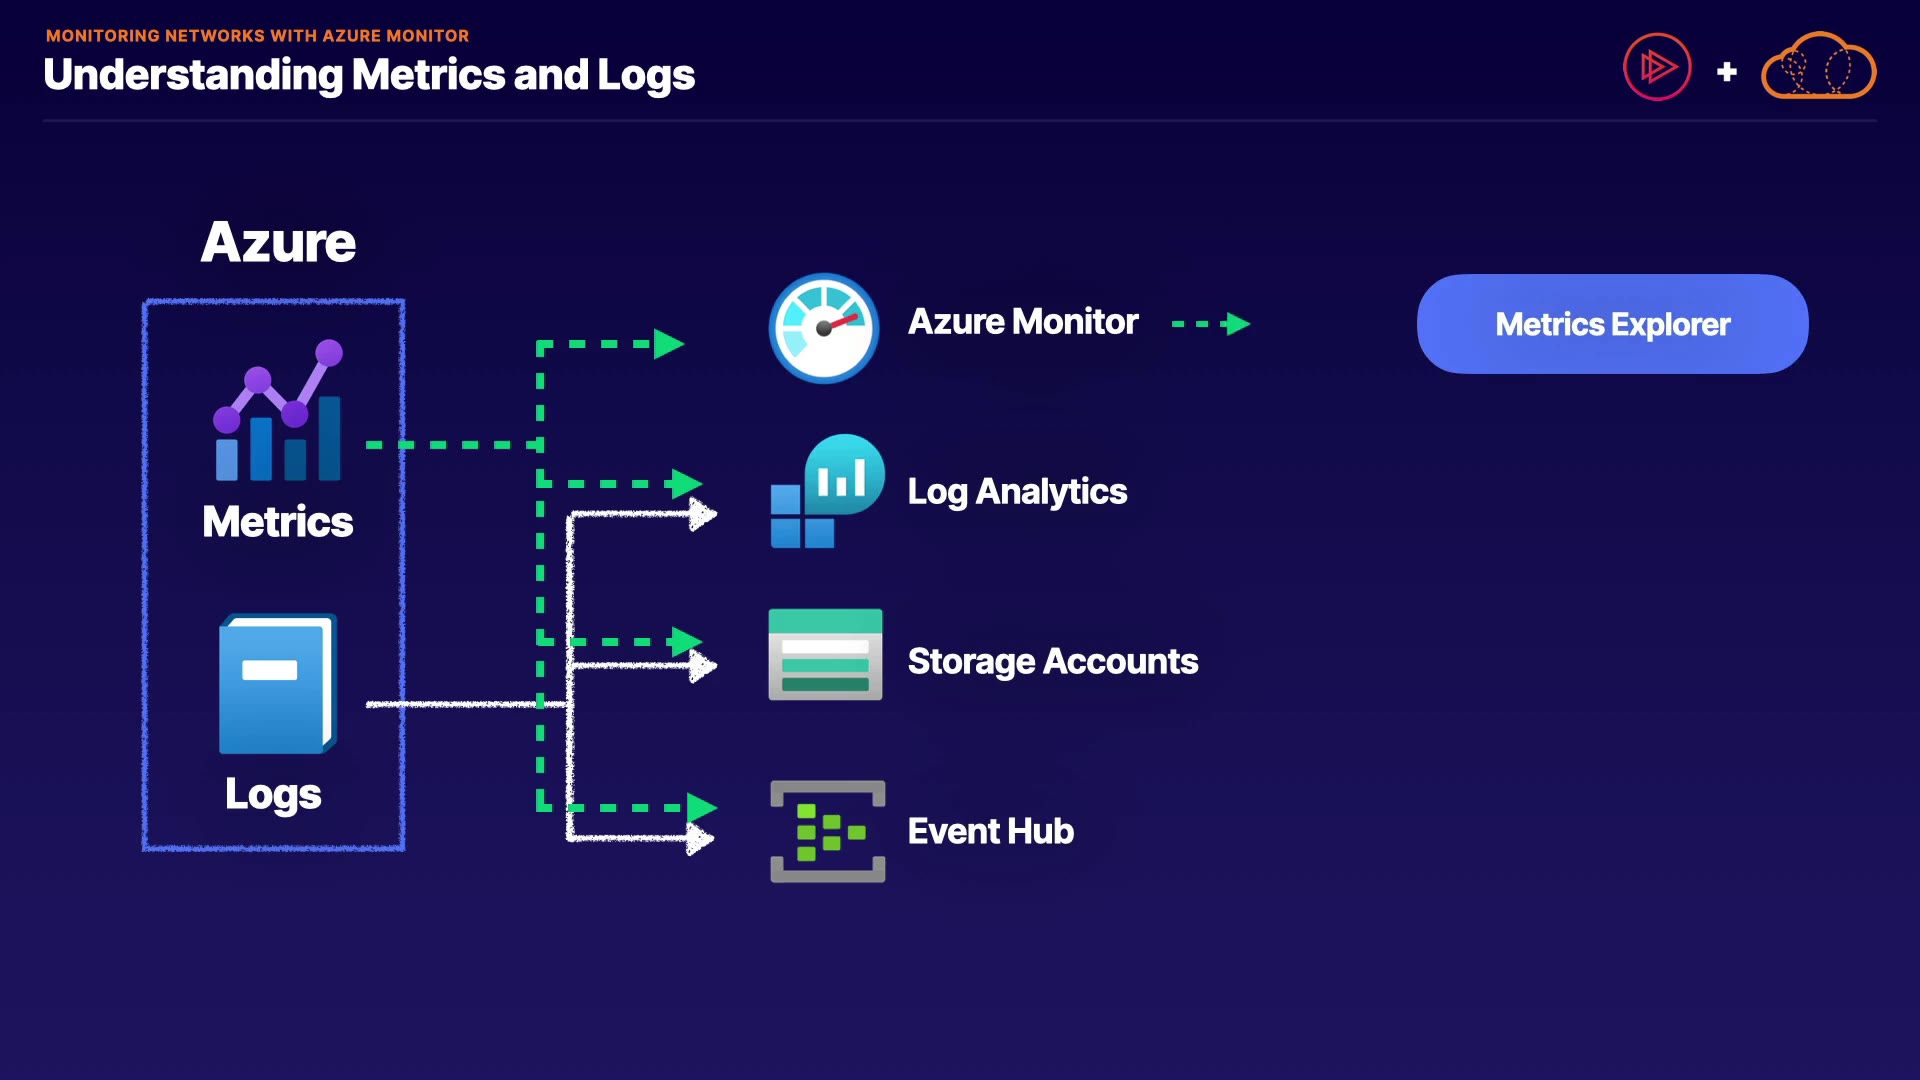 MONITORING NETWORKS WITH AZURE MONITOR
Understanding Metrics and Logs
Azure
Metrics
Logs
Azure Monitor
Metrics Explorer
Log Analytics
Storage Accounts
Event Hub